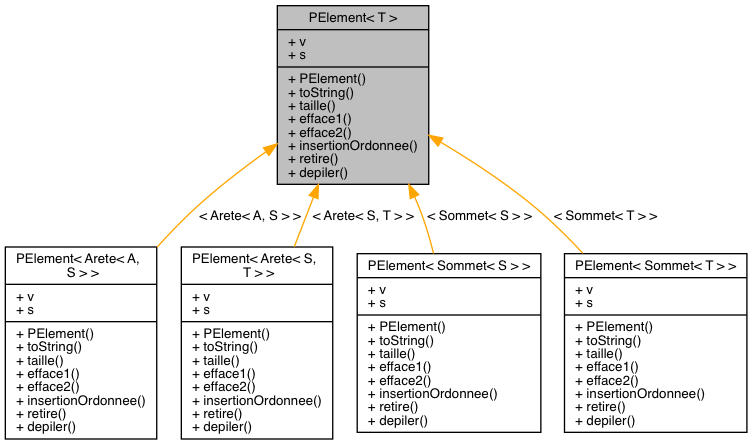 PElement< T >
+ v
+ s
+ PElement()
+ toString()
+ taille()
+ efface1()
+ efface2()
+ insertionOrdonnee()
+ retire()
+ depiler()
< Arete< A, S > >
< Arete< S, T > >
< Sommet< S > >
< Sommet< T > >
PElement< Arete< A,
S > >
+ v
+ s
+ PElement()
+ toString()
+ taille()
+ efface1()
+ efface2()
+ insertionOrdonnee()
+ retire()
+ depiler()
PElement< Arete< S,
T > >
+ v
+ s
+ PElement()
+ toString()
+ taille()
+ efface1()
+ efface2()
+ insertionOrdonnee()
+ retire()
+ depiler()
PElement< Sommet< S > >
+ v
+ s
+ PElement()
+ toString()
+ taille()
+ efface1()
+ efface2()
+ insertionOrdonnee()
+ retire()
+ depiler()
PElement< Sommet< T > >
+ v
+ s
+ PElement()
+ toString()
+ taille()
+ efface1()
+ efface2()
+ insertionOrdonnee()
+ retire()
+ depiler()